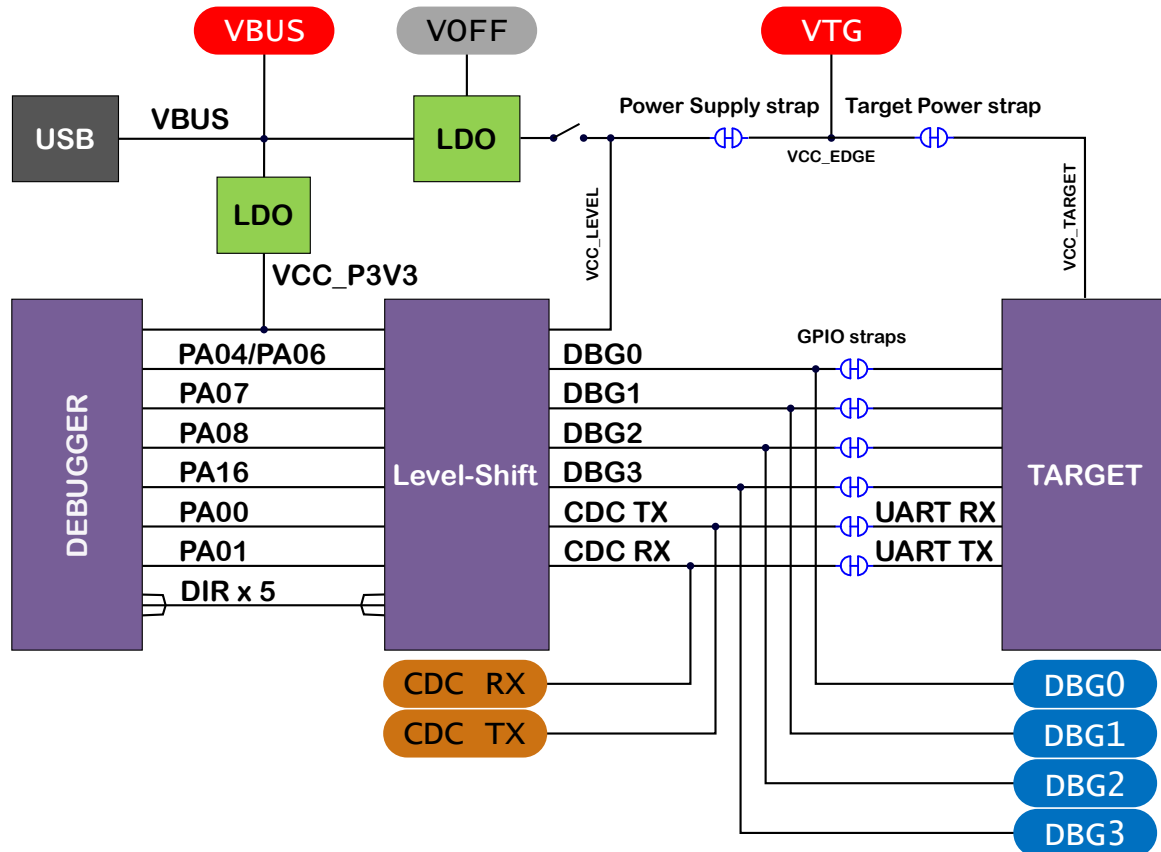 VBUS
VOFF
VTG
Power Supply strap
Target Power strap
USB
VBUS
LDO
VCC_EDGE
LDO
VCC_LEVEL
VCC_TARGET
VCC_P3V3
GPIO straps
DEBUGGER
PA04/PA06
PA07
PA08
PA16
PA00
PA01
DIR x 5
Level-Shift
DBG0
DBG1
DBG2
DBG3
CDC TX
CDC RX
UART RX
UART TX
TARGET
CDC RX
CDC TX
DBG0
DBG1
DBG2
DBG3